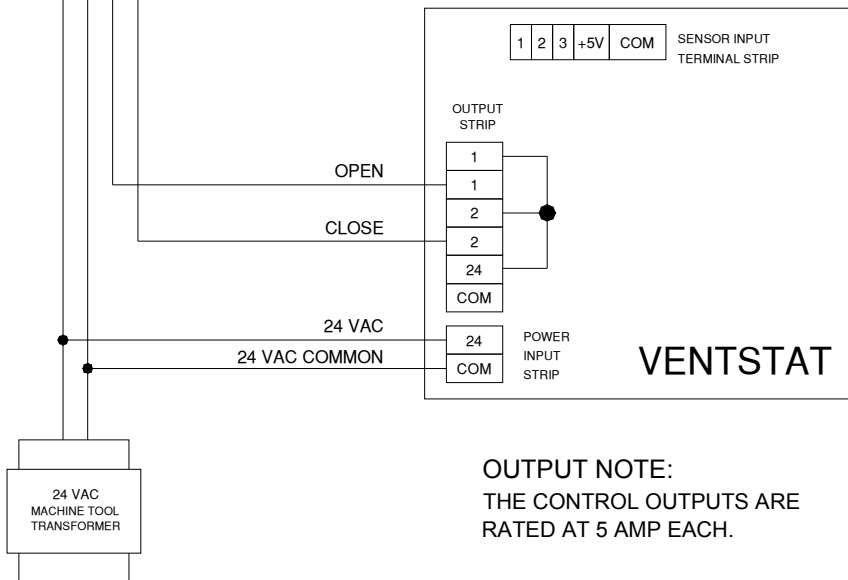 1 2 3 +5V COM
SENSOR INPUT
TERMINAL STRIP
OUTPUT
STRIP
1
OPEN
1
2
CLOSE
2
24
COM
24 VAC
24
24 VAC COMMON
COM
POWER
INPUT
STRIP
VENTSTAT
24 VAC
MACHINE TOOL
TRANSFORMER
OUTPUT NOTE:
THE CONTROL OUTPUTS ARE
RATED AT 5 AMP EACH.